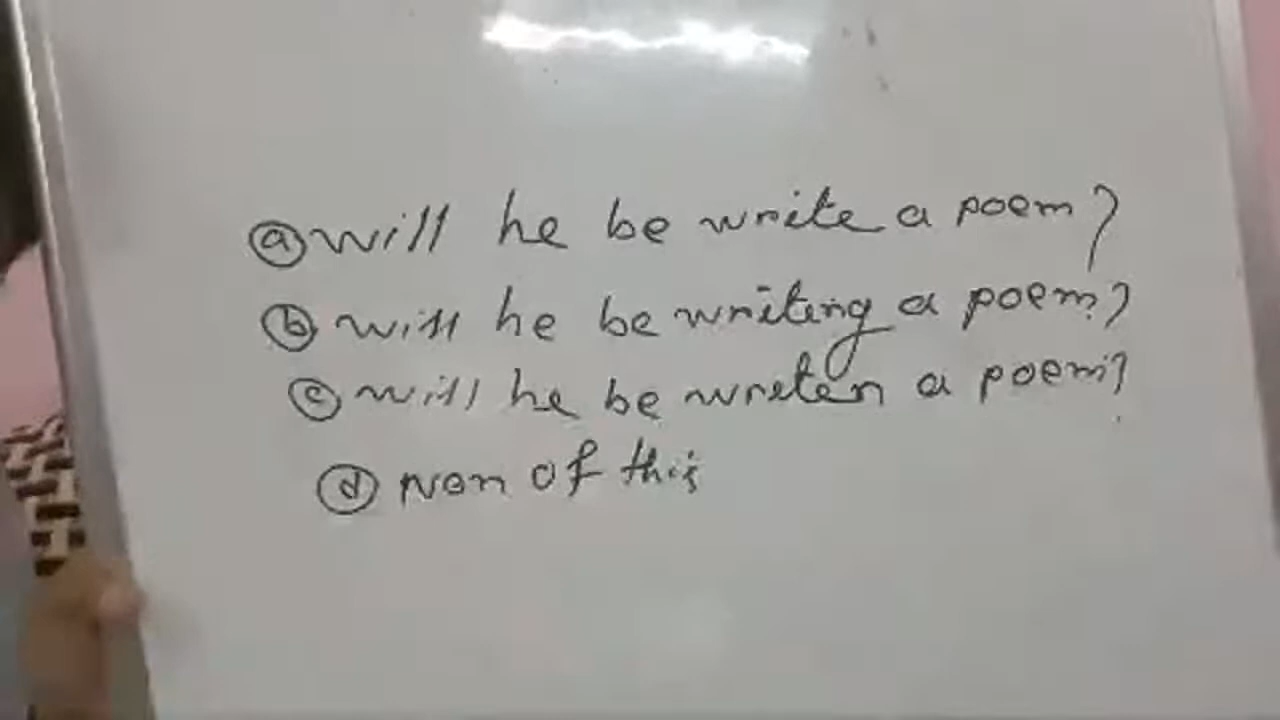 ⓐ will he be write a poem?
ⓑ will he be writing a poem?
ⓒ will he be writen a poem?
ⓓ Non of this